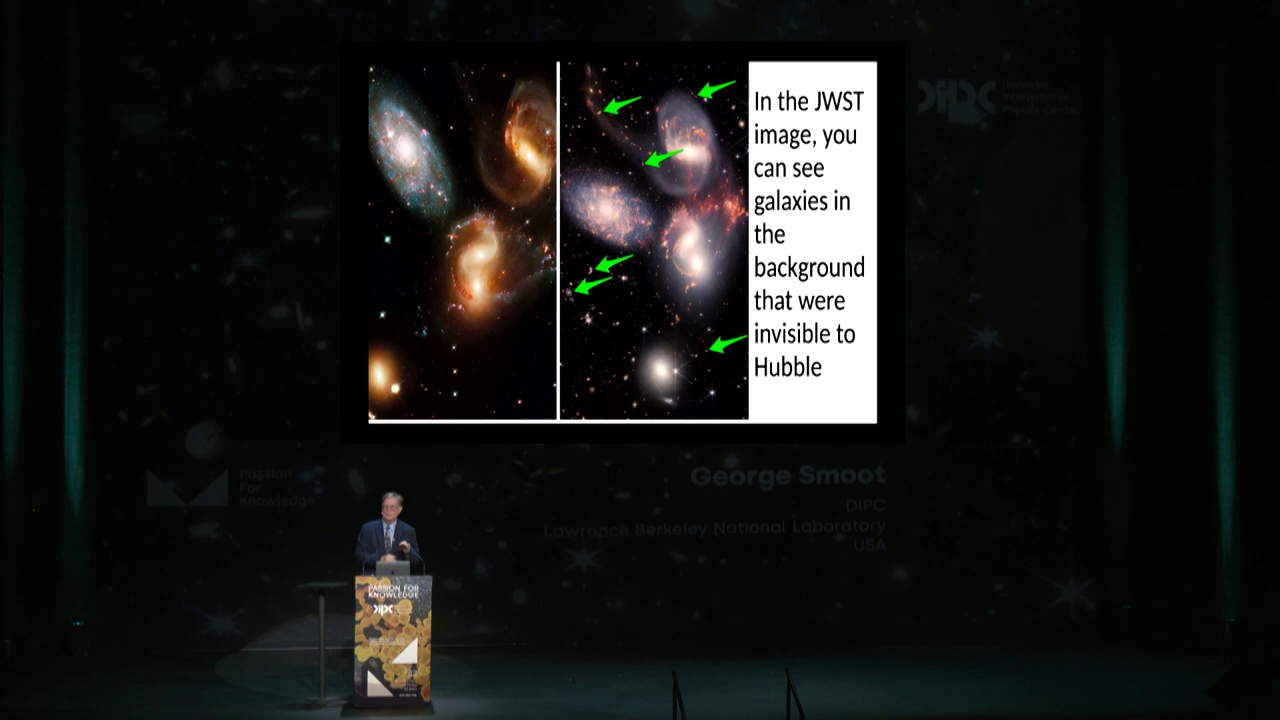 In the JWST
image, you
can see
galaxies in
the
background
that were
invisible to
Hubble
Passion
For
Knowledge
George Smoot
DIPC
Lawrence Berkeley National Laboratory
USA
PASSION FOR
KNOWLEDGE
dipc